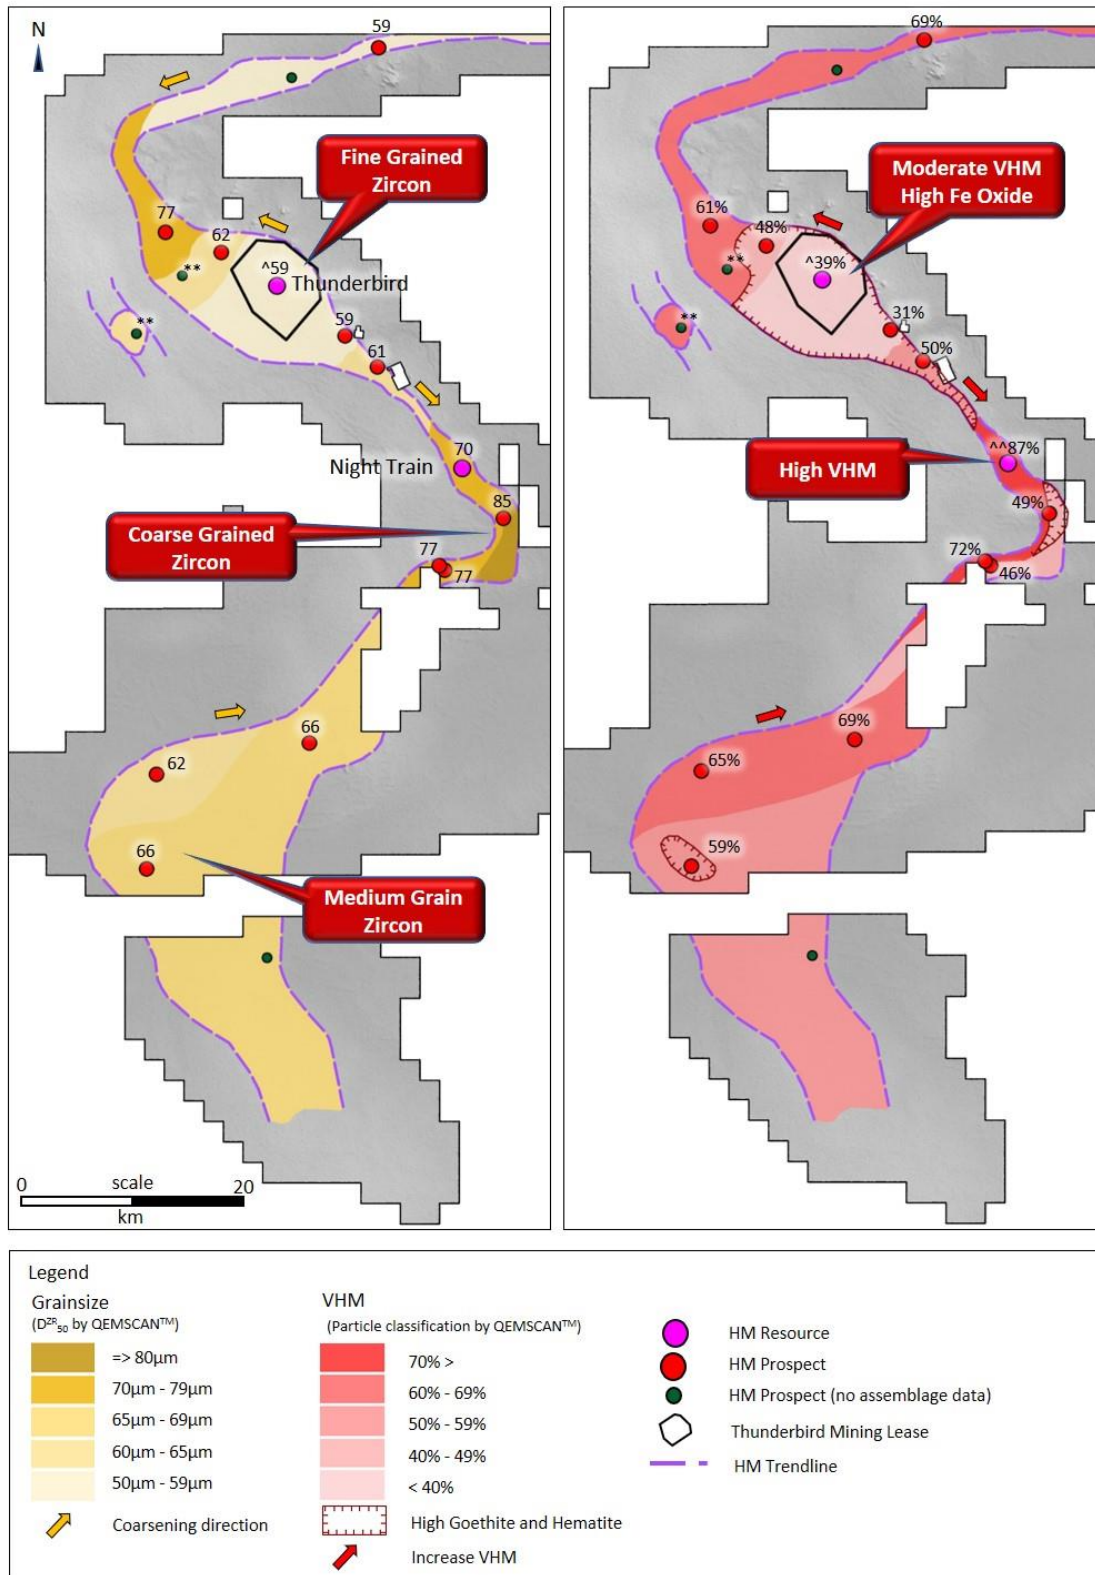 N
59
Fine Grained
Zircon
77
62
**
^59
Thunderbird
**
59
61
Night Train
70
85
Coarse Grained
Zircon
77
77
66
62
66
Medium Grain
Zircon
0
scale
20
km
69%
Moderate VHM
High Fe Oxide
61%
48%
**
^39%
**
31%
50%
^^87%
High VHM
49%
72%
46%
69%
65%
59%
Legend
Grainsize
(DZR50 by QEMSCAN™)
=> 80µm
70µm - 79µm
65µm - 69µm
60µm - 65µm
50µm - 59µm
Coarsening direction
VHM
(Particle classification by QEMSCAN™)
70% >
60% - 69%
50% - 59%
40% - 49%
< 40%
High Goethite and Hematite
Increase VHM
HM Resource
HM Prospect
HM Prospect (no assemblage data)
Thunderbird Mining Lease
HM Trendline